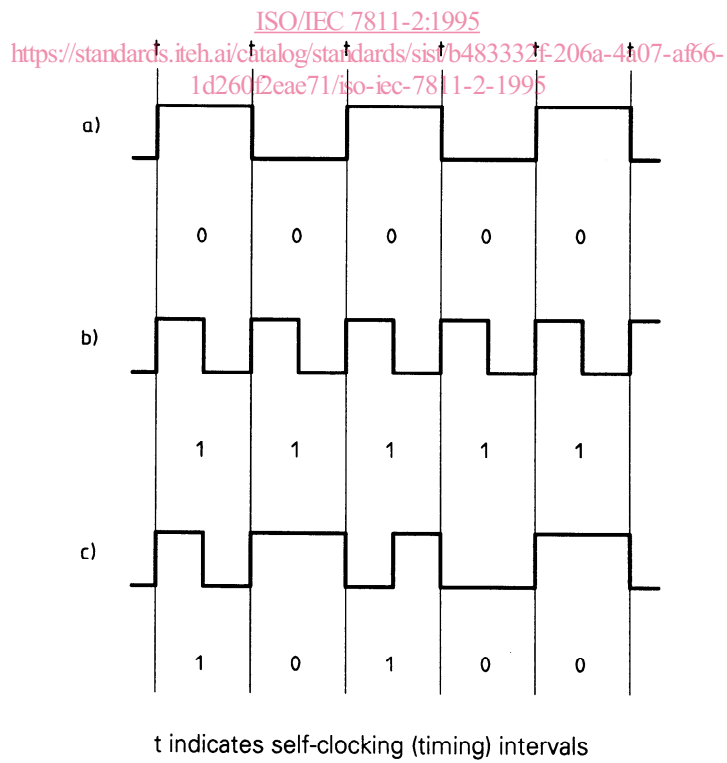 ISO/IEC 7811-2:1995
t t t t t t
https://standards.iteh.ai/catalog/standards/sist/b483332f-206a-4a07-af66-
1d260f2eae71/iso-iec-7811-2-1995
a)
0 0 0 0 0
b)
1 1 1 1 1
c)
1 0 1 0 0
t indicates self-clocking (timing) intervals